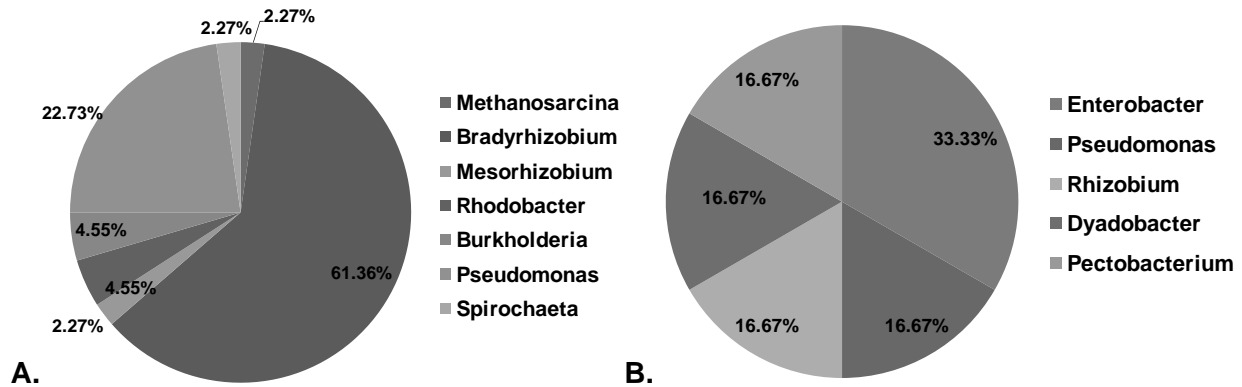 2.27%
2.27%
22.73%
4.55%
4.55%
2.27%
61.36%
Methanosarcina
Bradyrhizobium
Mesorhizobium
Rhodobacter
Burkholderia
Pseudomonas
Spirochaeta
A.
16.67%
33.33%
16.67%
16.67%
16.67%
Enterobacter
Pseudomonas
Rhizobium
Dyadobacter
Pectobacterium
B.